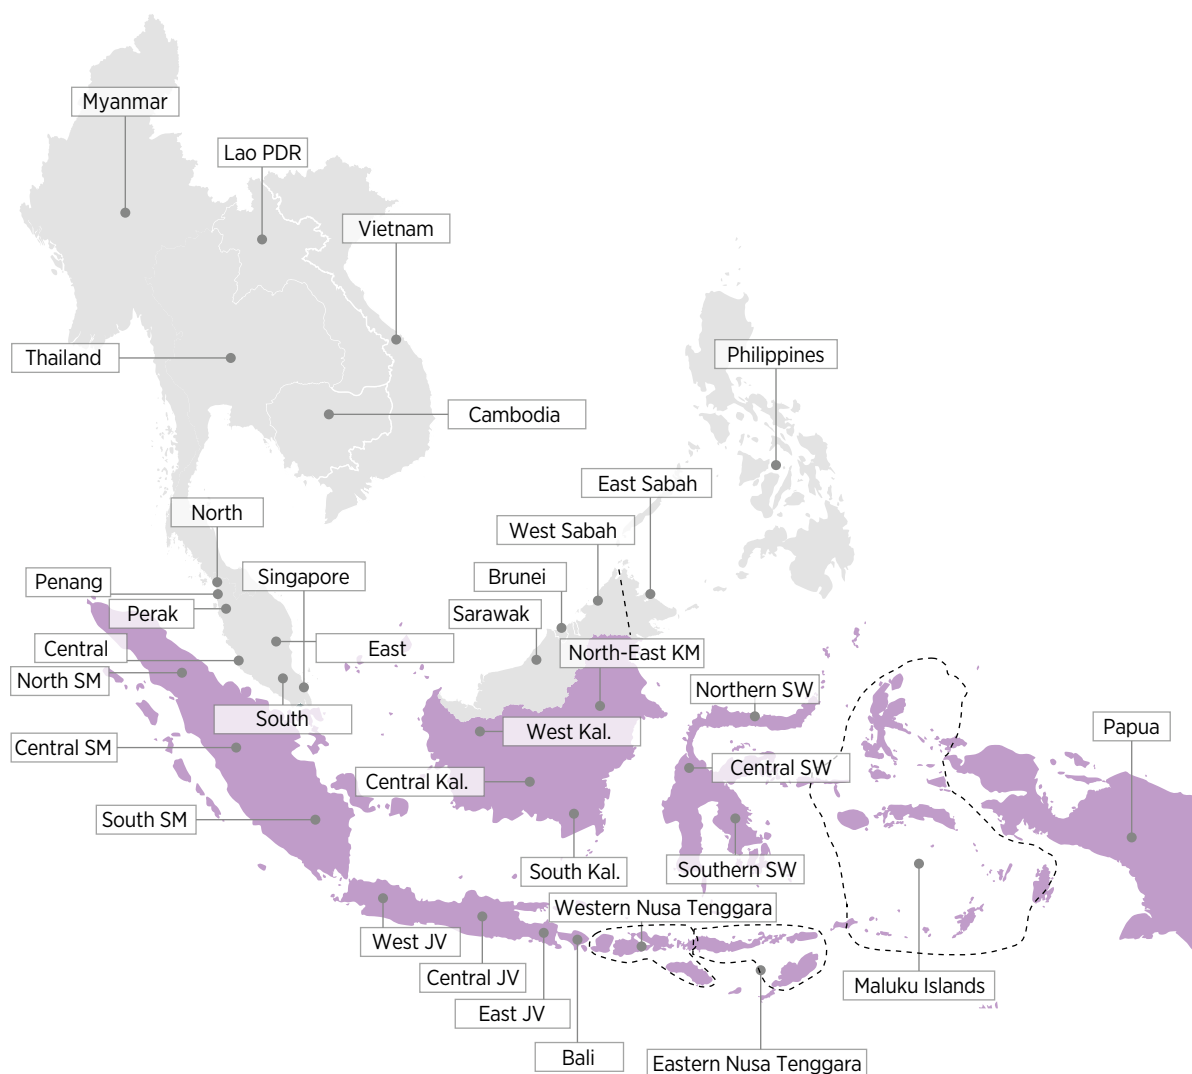 Myanmar
Lao PDR
Vietnam
Thailand
Philippines
Cambodia
East Sabah
North
West Sabah
Singapore
Brunei
Penang
Perak
Sarawak
Central
East
North-East KM
North SM
Northern SW
South
West Kal.
Papua
Central SM
Central SW
Central Kal.
South SM
South Kal.
Southern SW
Western Nusa Tenggara
West JV
Central JV
Maluku Islands
East JV
Bali
Eastern Nusa Tenggara